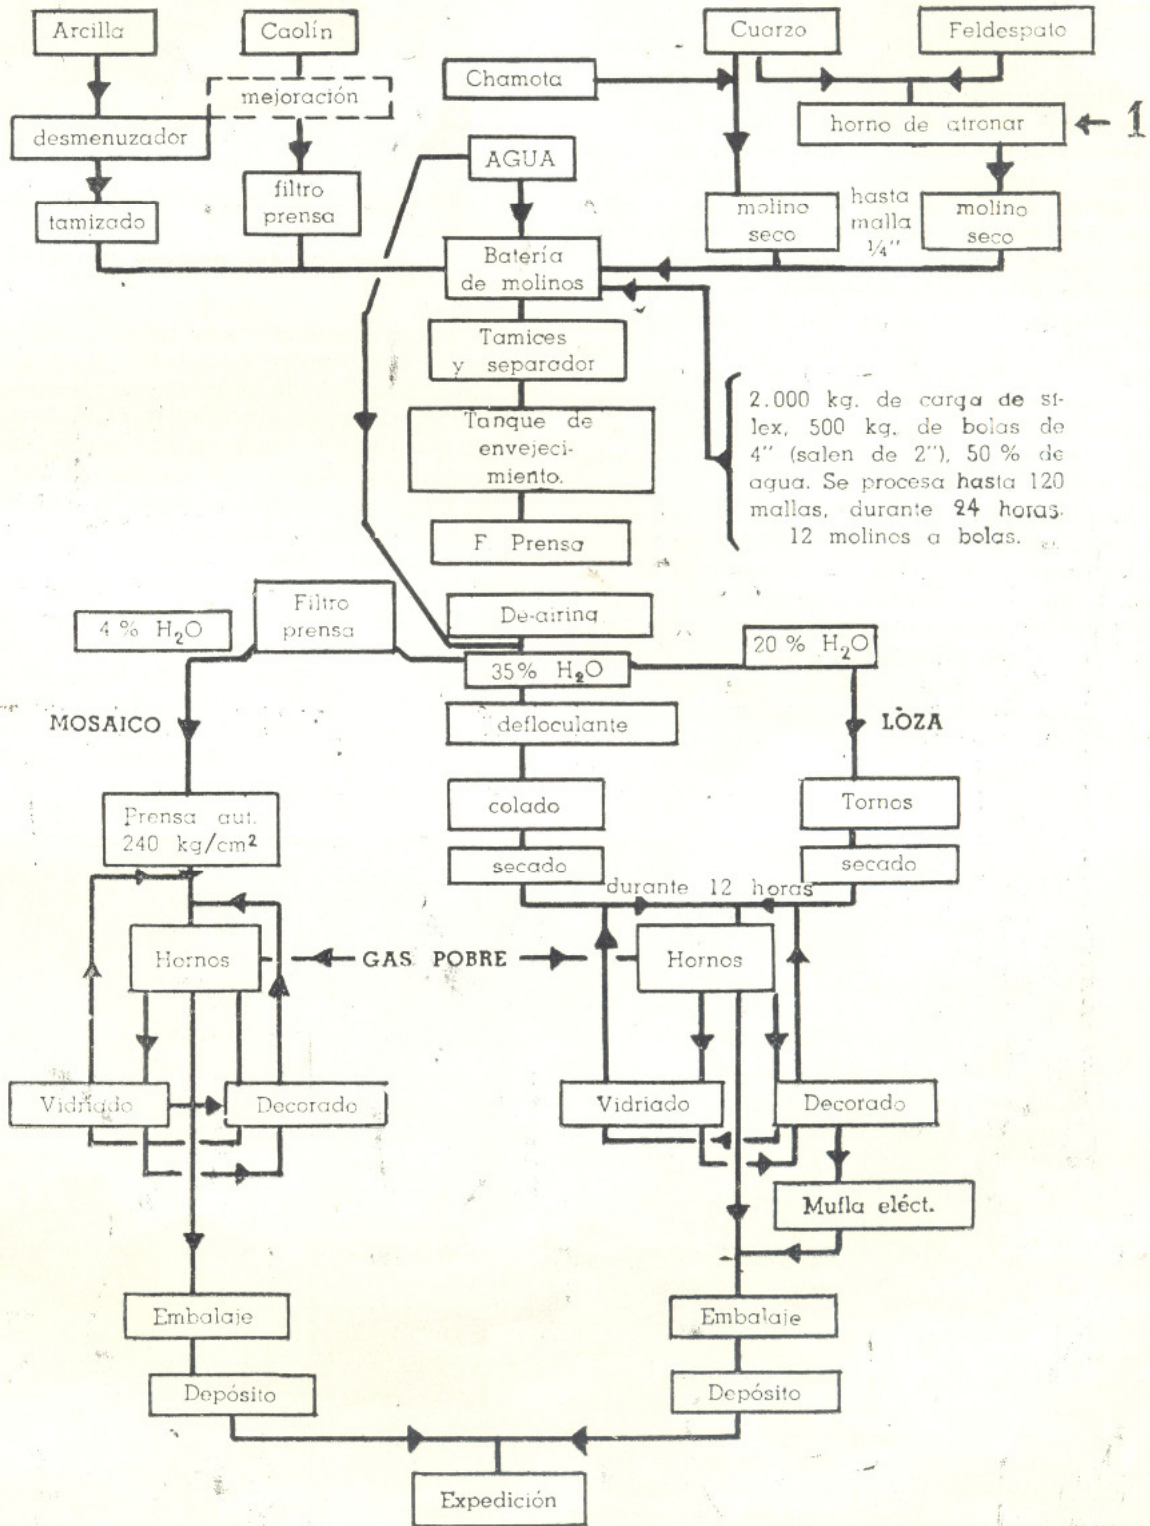 Arcilla
Caolín
Cuarzo
Feldespato
Chamota
mejoración
desmenuzador
horno de atronar
1
AGUA
filtro
prensa
tamizado
molino
seco
hasta
malla
1/4"
molino
seco
Batería
de molinos
Tamices
y separador
Tanque de
envejeci-
miento.
F. Prensa
2.000 kg. de carga de sí-
lex, 500 kg. de bolas de
4" (salen de 2"), 50 % de
agua. Se procesa hasta 120
mallas, durante 24 horas.
12 molinos a bolas.
4 % H₂O
Filtro
prensa
De-airing
35% H₂O
20 % H₂O
MOSAICO
defloculante
LOZA
Prensa aut.
240 kg/cm²
colado
Tornos
secado
secado
durante 12 horas
Hornos
GAS POBRE
Hornos
Vidriado
Decorado
Vidriado
Decorado
Mufla eléct.
Embalaje
Embalaje
Depósito
Depósito
Expedición